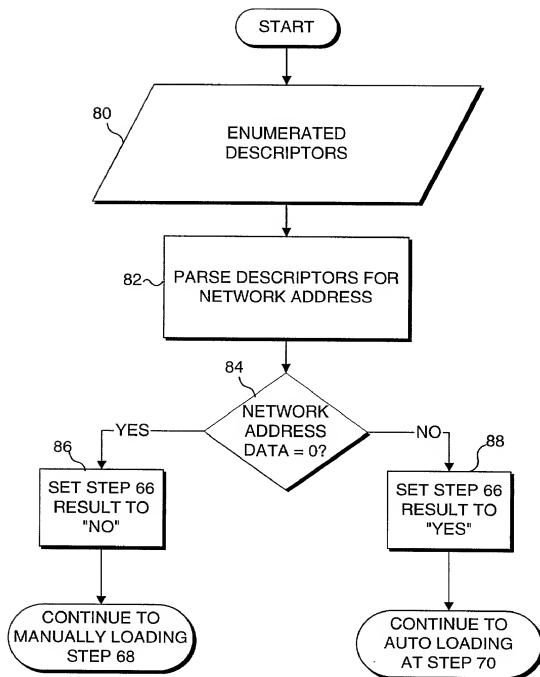 START
80
ENUMERATED
DESCRIPTORS
82
PARSE DESCRIPTORS FOR
NETWORK ADDRESS
84
NETWORK
ADDRESS
DATA = 0?
YES
NO
86
SET STEP 66
RESULT TO
"NO"
88
SET STEP 66
RESULT TO
"YES"
CONTINUE TO
MANUALLY LOADING
STEP 68
CONTINUE TO
AUTO LOADING
AT STEP 70